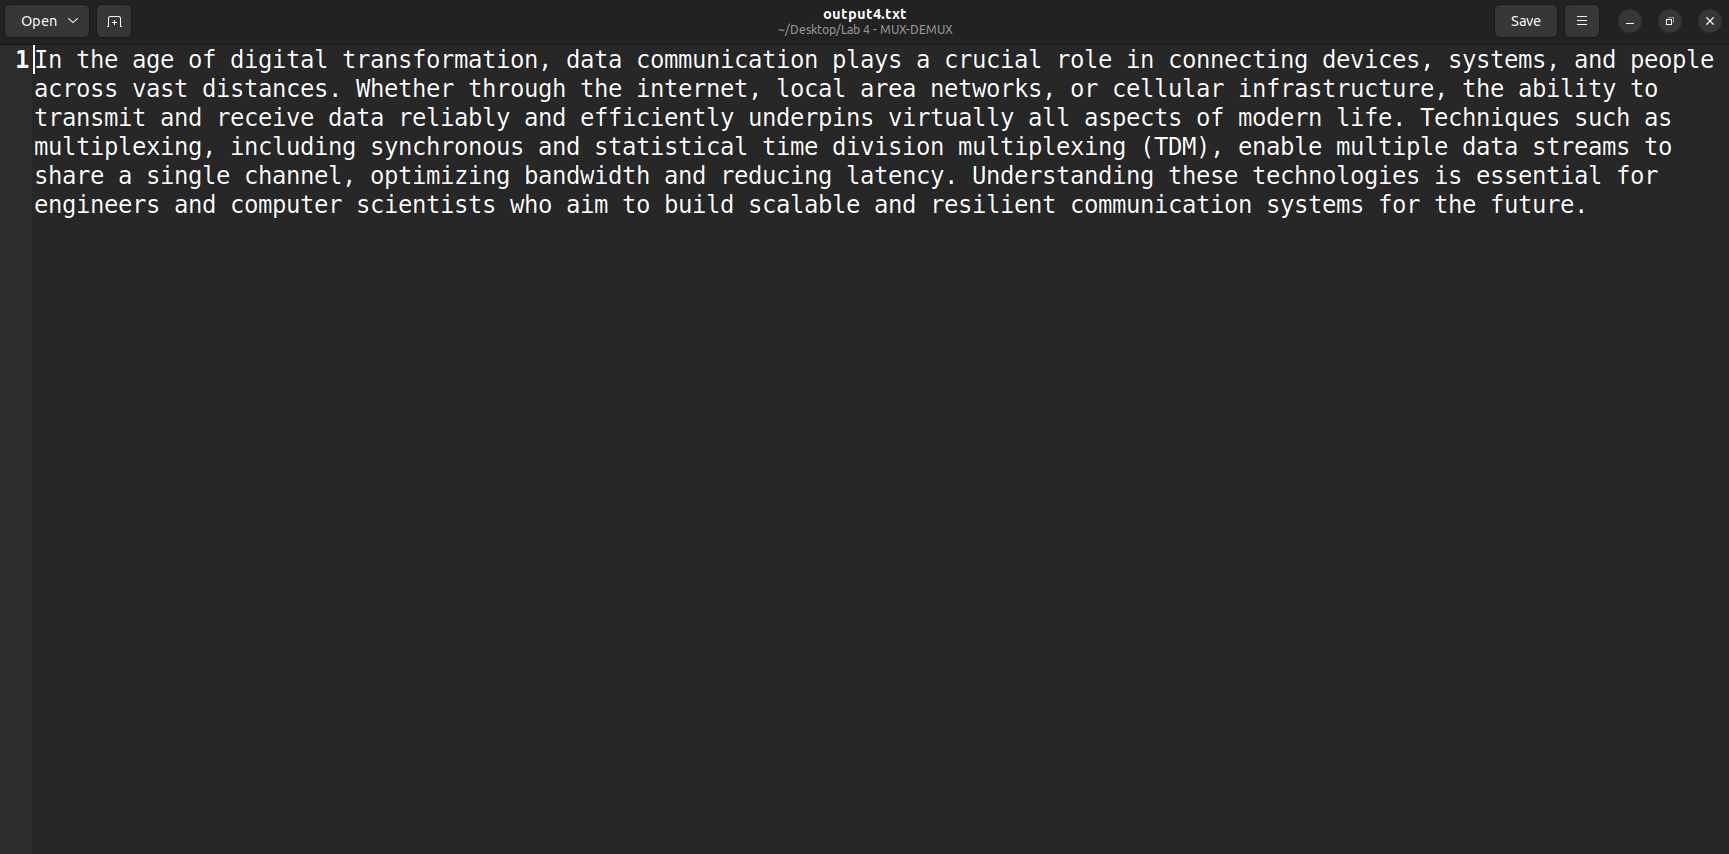 Open
output4.txt
~/Desktop/Lab 4 - MUX-DEMUX
Save
1 In the age of digital transformation, data communication plays a crucial role in connecting devices, systems, and people
across vast distances. Whether through the internet, local area networks, or cellular infrastructure, the ability to
transmit and receive data reliably and efficiently underpins virtually all aspects of modern life. Techniques such as
multiplexing, including synchronous and statistical time division multiplexing (TDM), enable multiple data streams to
share a single channel, optimizing bandwidth and reducing latency. Understanding these technologies is essential for
engineers and computer scientists who aim to build scalable and resilient communication systems for the future.